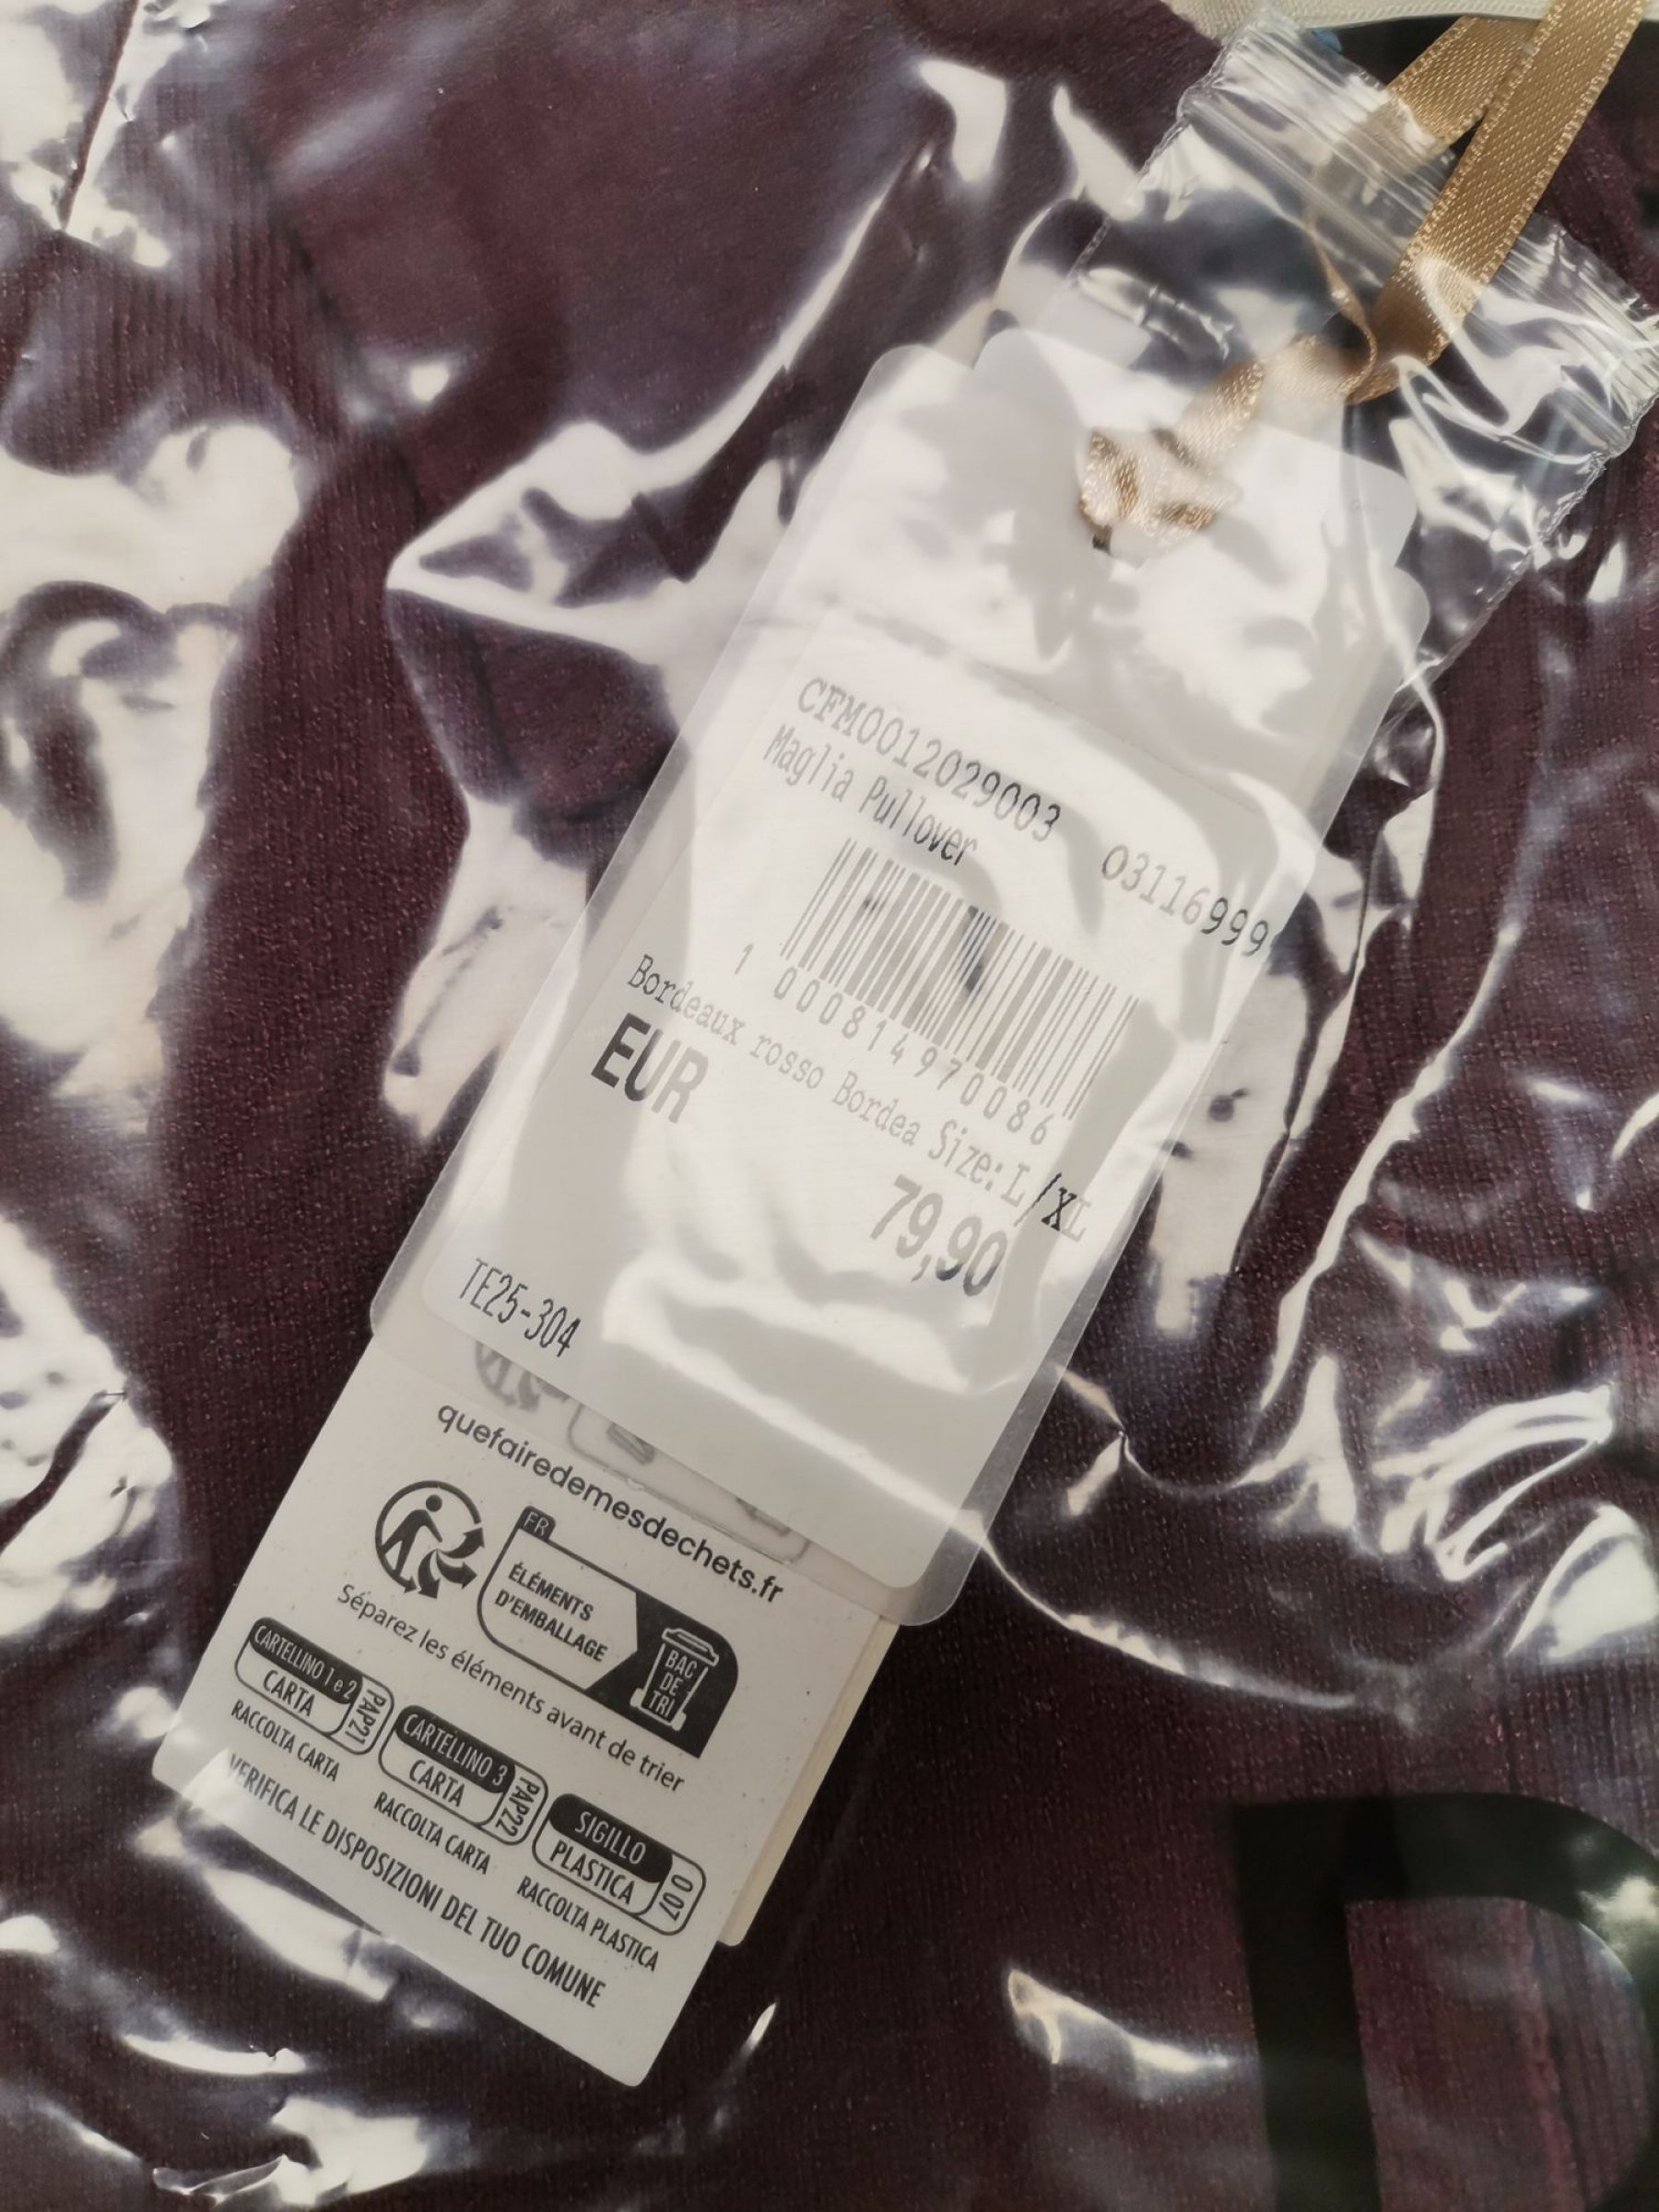 CFM0012029003 03116999
Maglia Pullover
1 000814970086
Bordeaux rosso Bordea Size: L/XL
EUR 79,90
TE25-304
quefairedemesdechets.fr
FR
ÉLÉMENTS
D'EMBALLAGE
BAC
DE
TRI
Séparez les éléments avant de trier
CARTELLINO 1 e 2
CARTA
PAP21
RACCOLTA CARTA
CARTELLINO 3
CARTA
PAP22
RACCOLTA CARTA
SIGILLO
PLASTICA
O 07
RACCOLTA PLASTICA
VERIFICA LE DISPOSIZIONI DEL TUO COMUNE